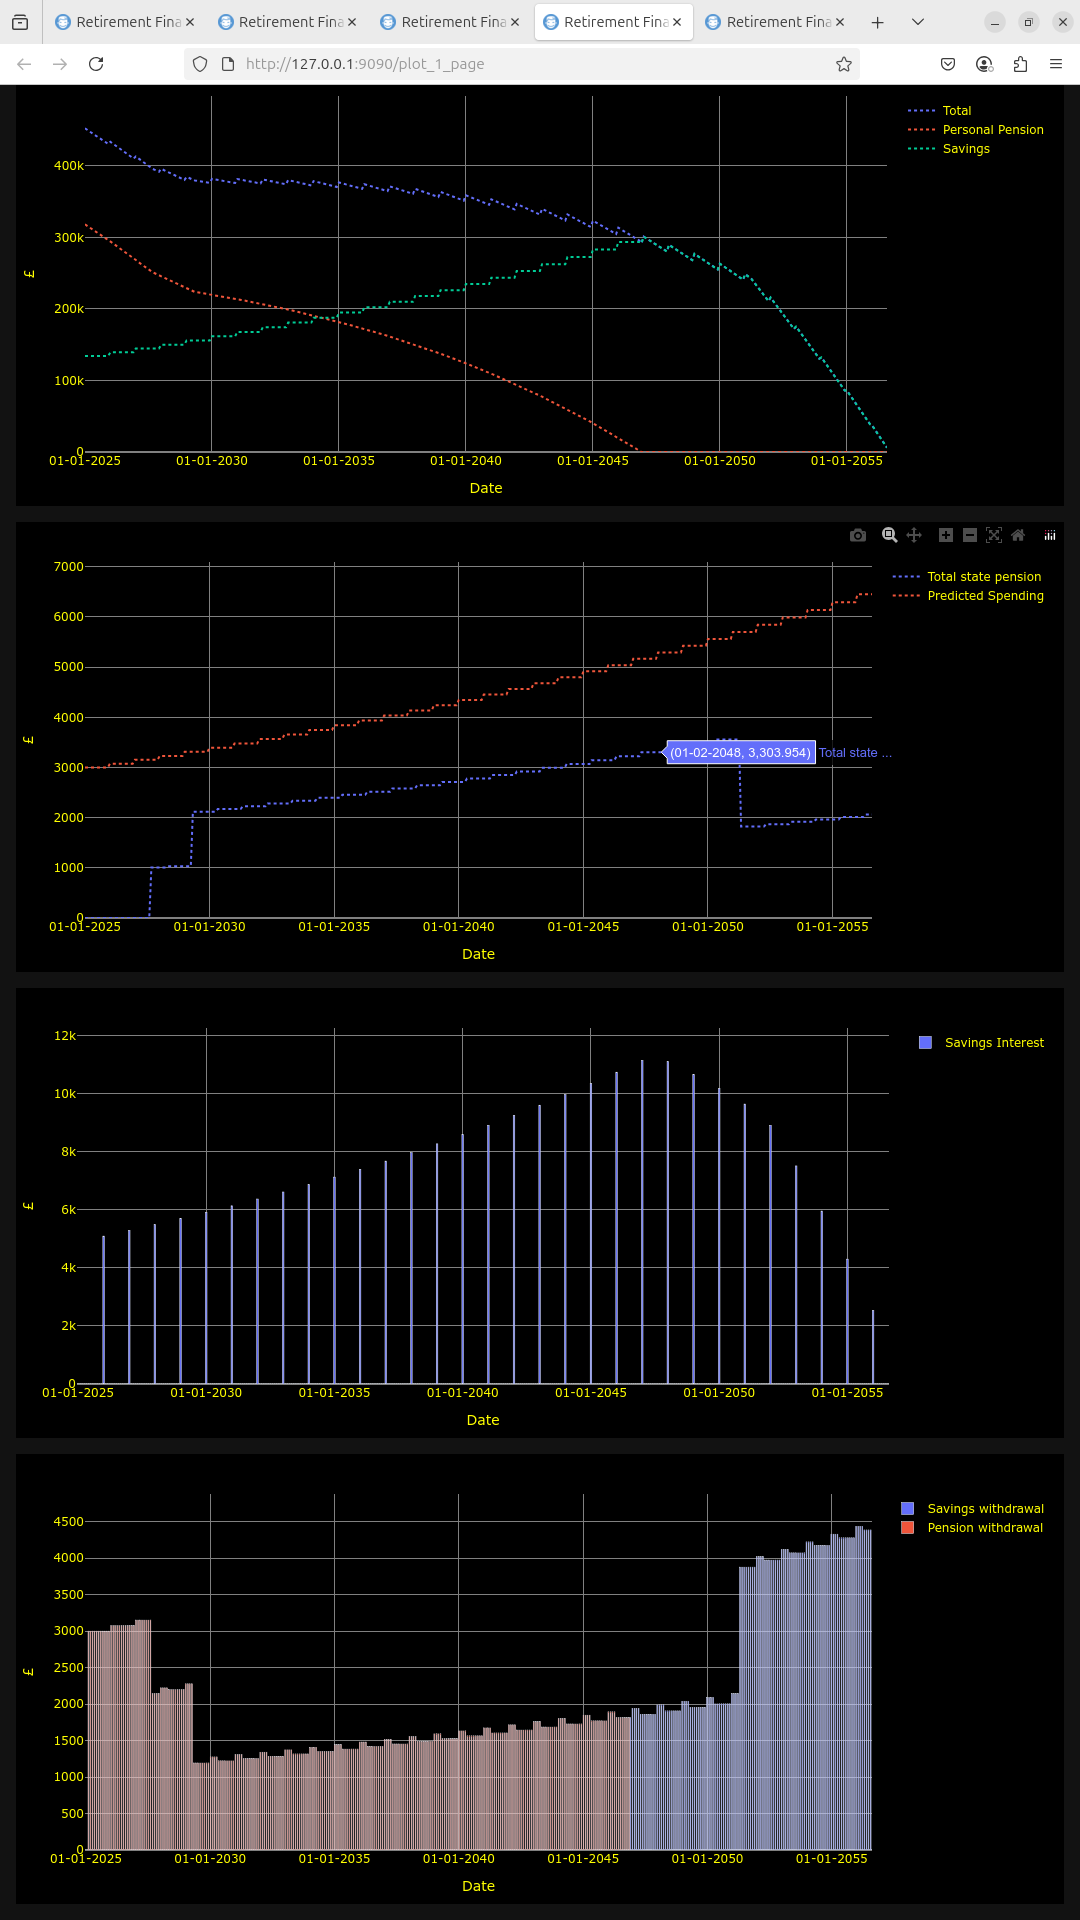 Retirement Fina
Retirement Fina
Retirement Fina
Retirement Fina
Retirement Fina
http://127.0.0.1:9090/plot_1_page
Total
Personal Pension
Savings
400k
300k
200k
100k
0
£
01-01-2025 01-01-2030 01-01-2035 01-01-2040 01-01-2045 01-01-2050 01-01-2055
Date
Total state pension
Predicted Spending
7000
6000
5000
4000
3000
2000
1000
0
£
(01-02-2048, 3,303.954) Total state ...
01-01-2025 01-01-2030 01-01-2035 01-01-2040 01-01-2045 01-01-2050 01-01-2055
Date
Savings Interest
12k
10k
8k
6k
4k
2k
0
£
01-01-2025 01-01-2030 01-01-2035 01-01-2040 01-01-2045 01-01-2050 01-01-2055
Date
Savings withdrawal
Pension withdrawal
4500
4000
3500
3000
2500
2000
1500
1000
500
0
£
01-01-2025 01-01-2030 01-01-2035 01-01-2040 01-01-2045 01-01-2050 01-01-2055
Date